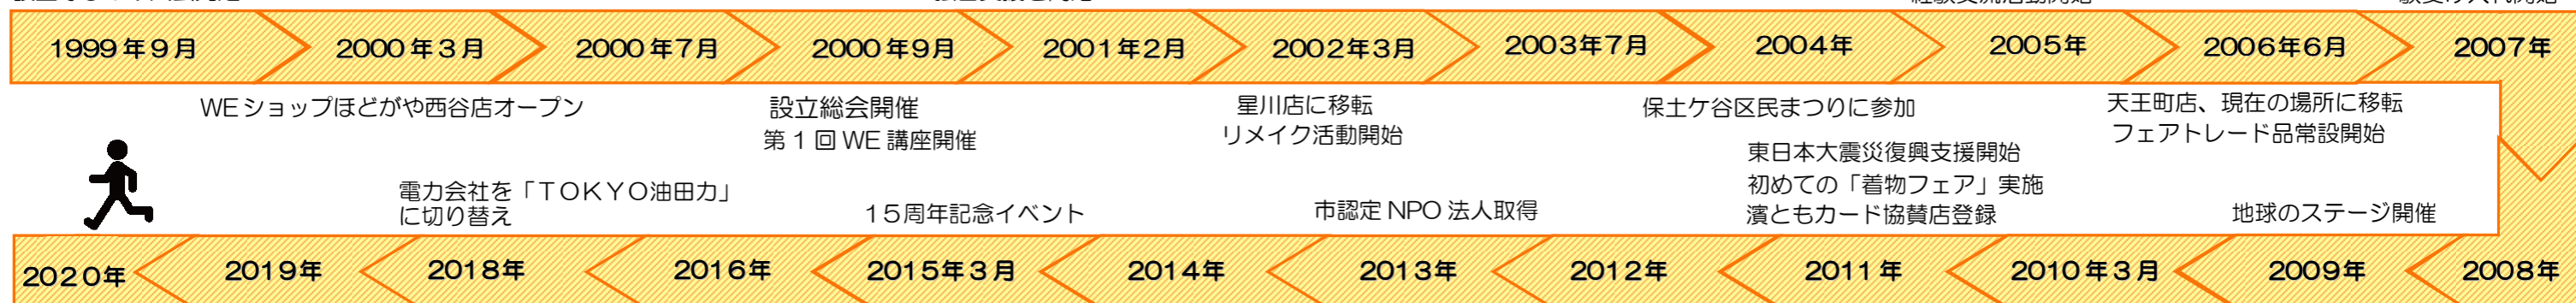 1999年9月
2000年3月
2000年7月
2000年9月
2001年2月
2002年3月
2003年7月
2004年
2005年
2006年6月
2007年
WEショップほどがや西谷店オープン
設立総会開催
第1回WE講座開催
星川店に移転
リメイク活動開始
保土ケ谷区民まつりに参加
天王町店、現在の場所に移転
フェアトレード品常設開始
電力会社を「TOKYO油田力」
に切り替え
15周年記念イベント
市認定NPO法人取得
東日本大震災復興支援開始
初めての「着物フェア」実施
濱ともカード協賛店登録
地球のステージ開催
2020年
2019年
2018年
2016年
2015年3月
2014年
2013年
2012年
2011年
2010年3月
2009年
2008年